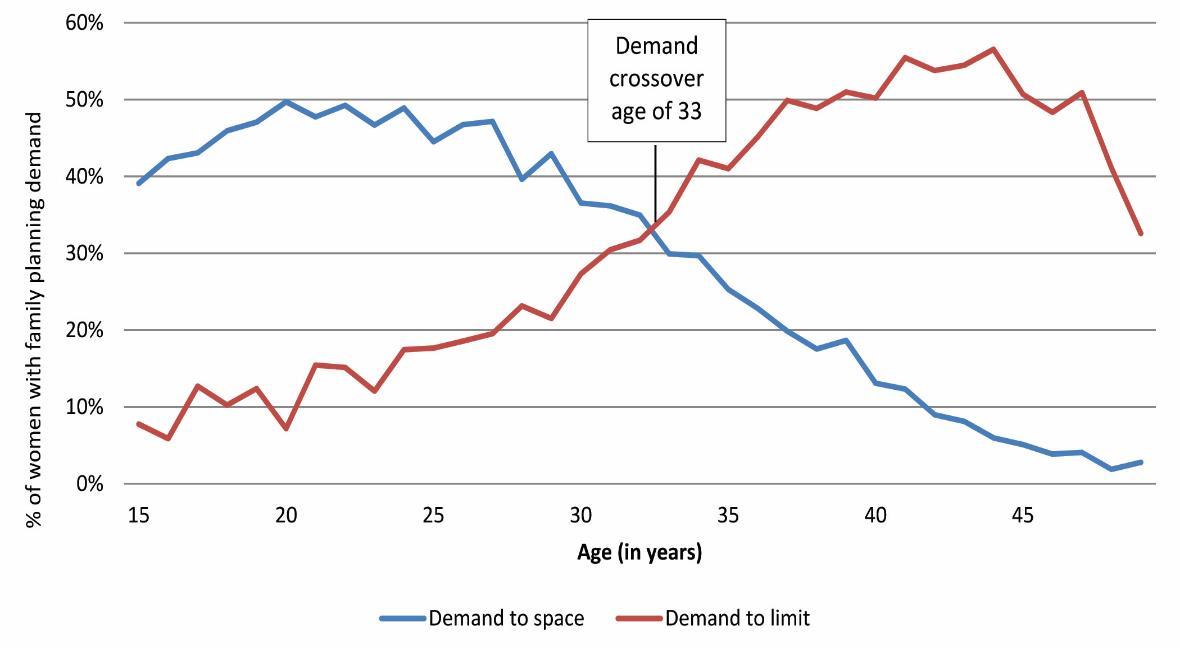 60%
50%
40%
30%
20%
10%
0%
% of women with family planning demand
Demand
crossover
age of 33
15 20 25 30 35 40 45
Age (in years)
Demand to space Demand to limit